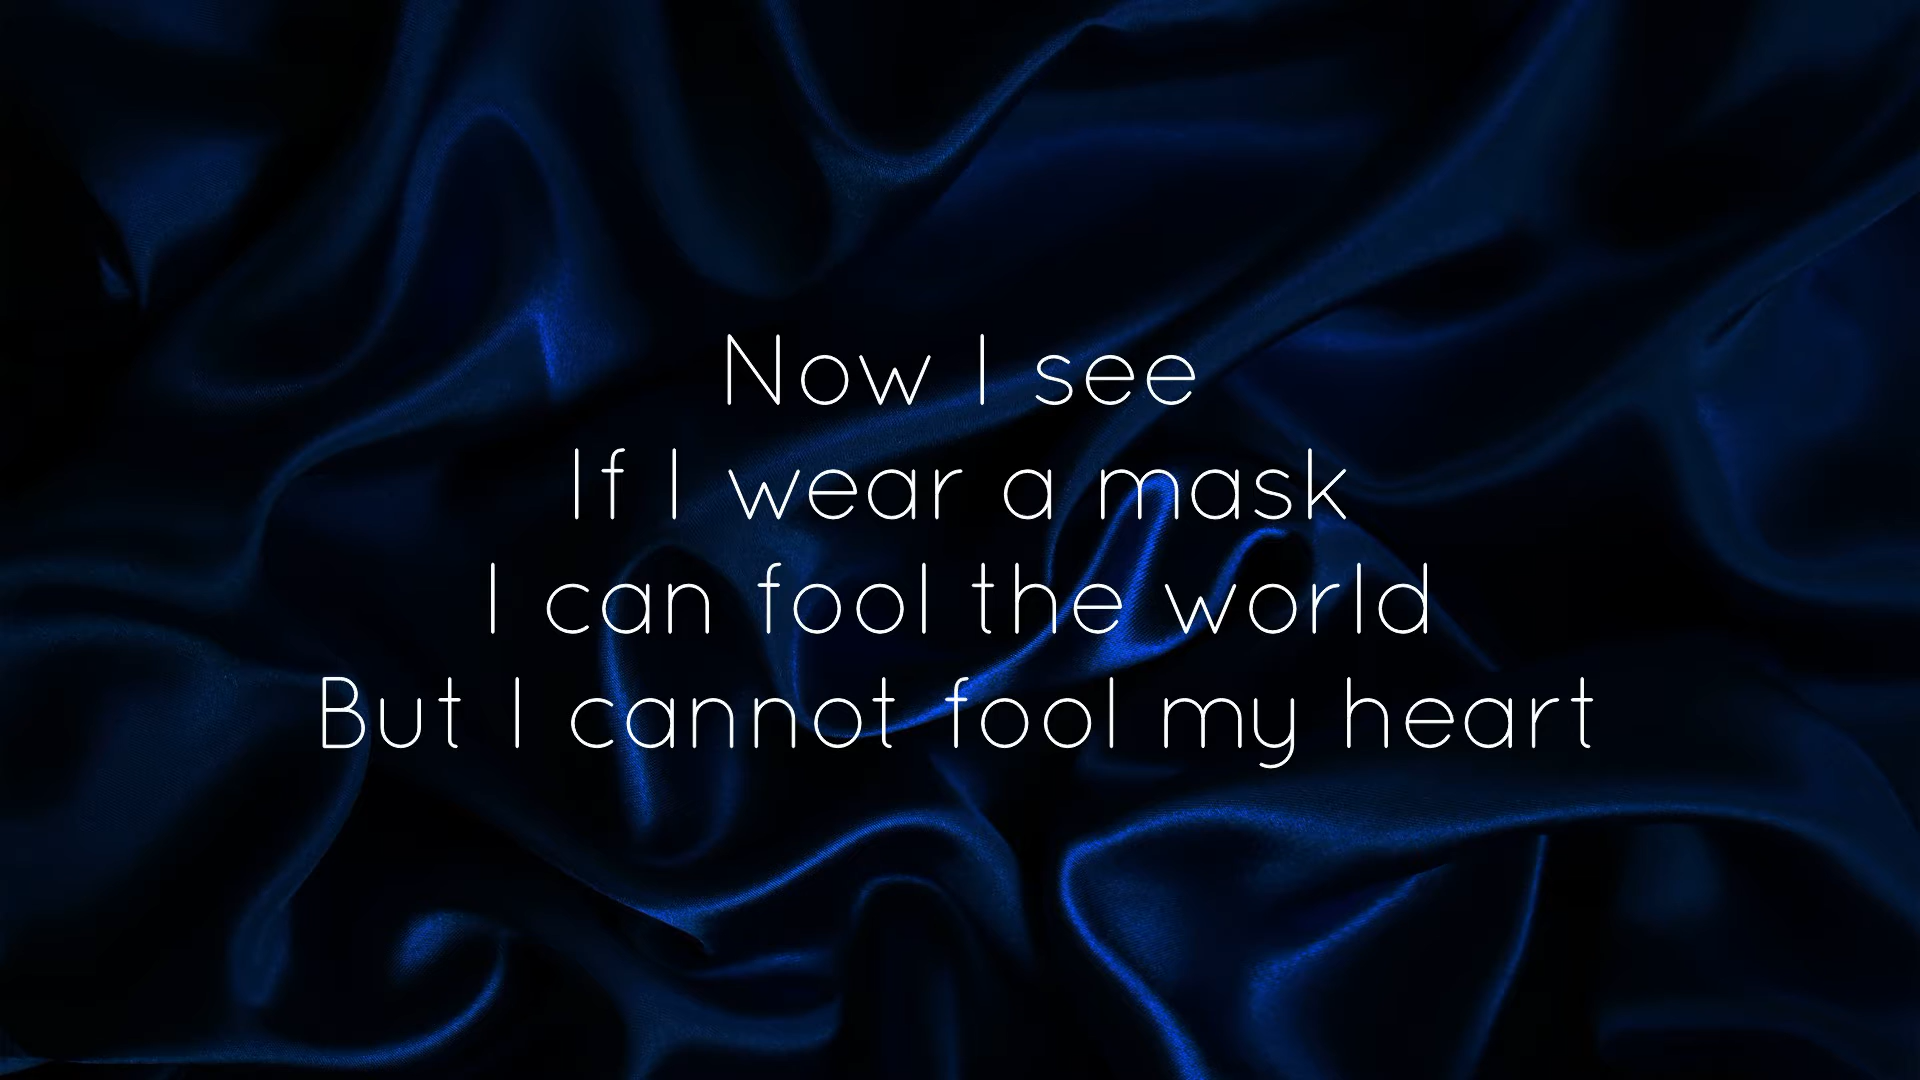 Now I see
If I wear a mask
I can fool the world
But I cannot fool my heart